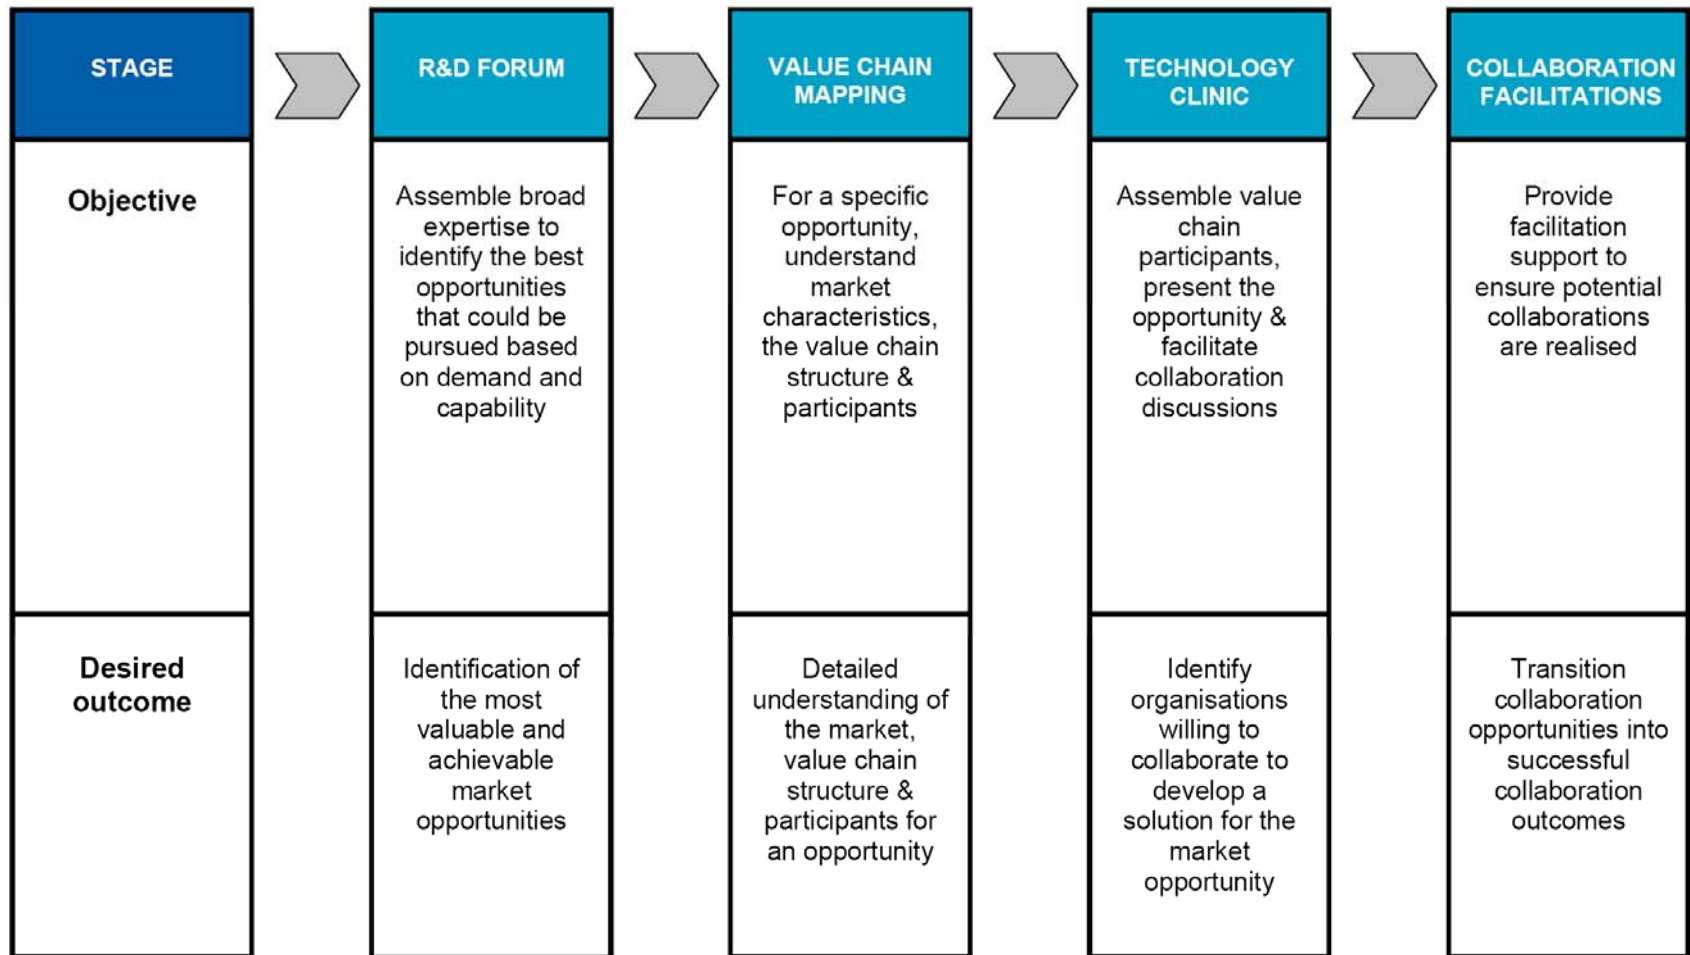 STAGE
R&D FORUM
VALUE CHAIN
MAPPING
TECHNOLOGY
CLINIC
COLLABORATION
FACILITATIONS
Objective
Assemble broad
expertise to
identify the best
opportunities
that could be
pursued based
on demand and
capability
For a specific
opportunity,
understand
market
characteristics,
the value chain
structure &
participants
Assemble value
chain
participants,
present the
opportunity &
facilitate
collaboration
discussions
Provide
facilitation
support to
ensure potential
collaborations
are realised
Desired
outcome
Identification of
the most
valuable and
achievable
market
opportunities
Detailed
understanding of
the market,
value chain
structure &
participants for
an opportunity
Identify
organisations
willing to
collaborate to
develop a
solution for the
market
opportunity
Transition
collaboration
opportunities into
successful
collaboration
outcomes